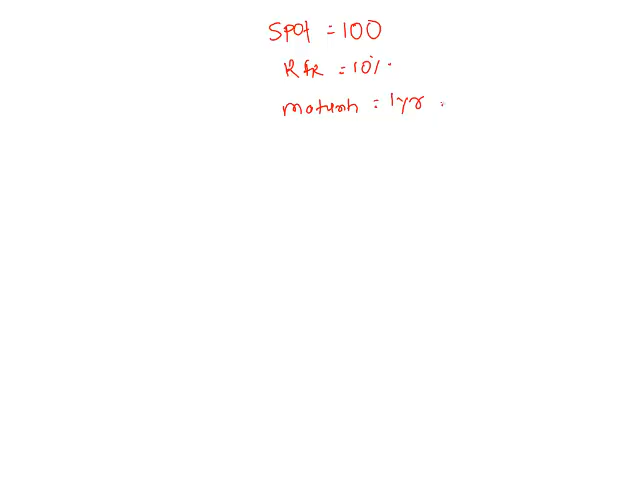 Spot = 100
RFR = 10%.
maturity = 1yr